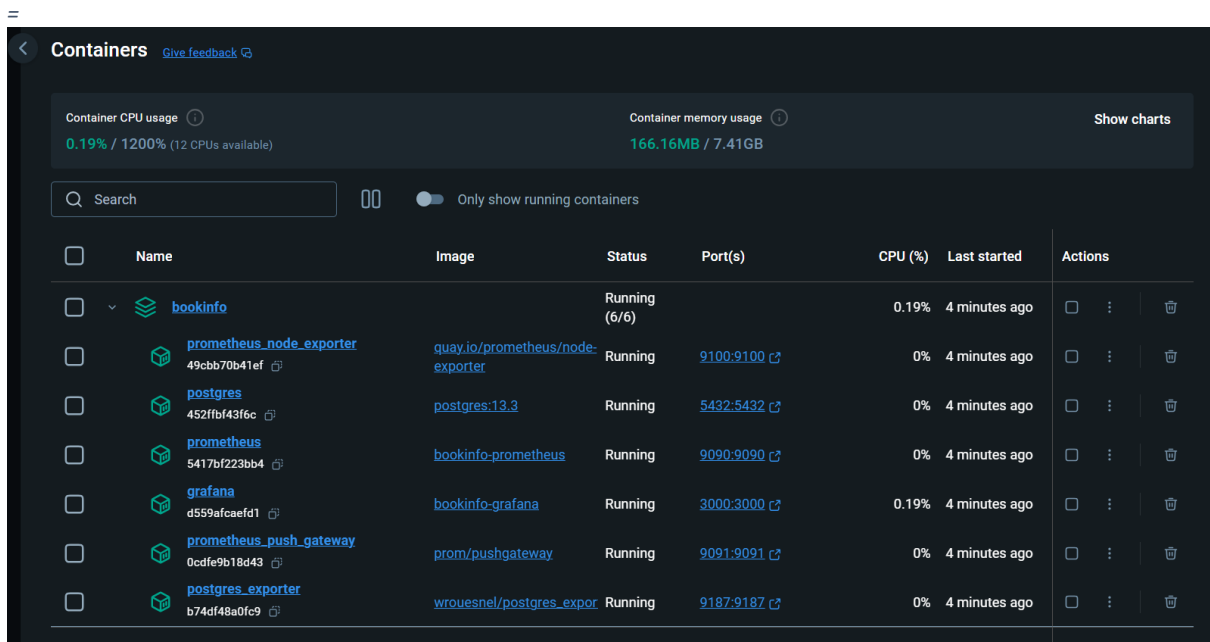 =
Containers Give feedback
Container CPU usage
0.19% / 1200% (12 CPUs available)
Container memory usage
166.16MB / 7.41GB
Show charts
Search
Only show running containers
Name Image Status Port(s) CPU (%) Last started Actions
bookinfo Running (6/6) 0.19% 4 minutes ago
prometheus_node_exporter
49cbb70b41ef
quay.io/prometheus/node-
exporter
Running 9100:9100 0% 4 minutes ago
postgres
452ffbf43f6c
postgres:13.3 Running 5432:5432 0% 4 minutes ago
prometheus
5417bf223bb4
bookinfo-prometheus Running 9090:9090 0% 4 minutes ago
grafana
d559afcaefd1
bookinfo-grafana Running 3000:3000 0.19% 4 minutes ago
prometheus_push_gateway
0cdfe9b18d43
prom/pushgateway Running 9091:9091 0% 4 minutes ago
postgres_exporter
b74df48a0fc9
wrouesnel/postgres_expor Running 9187:9187 0% 4 minutes ago